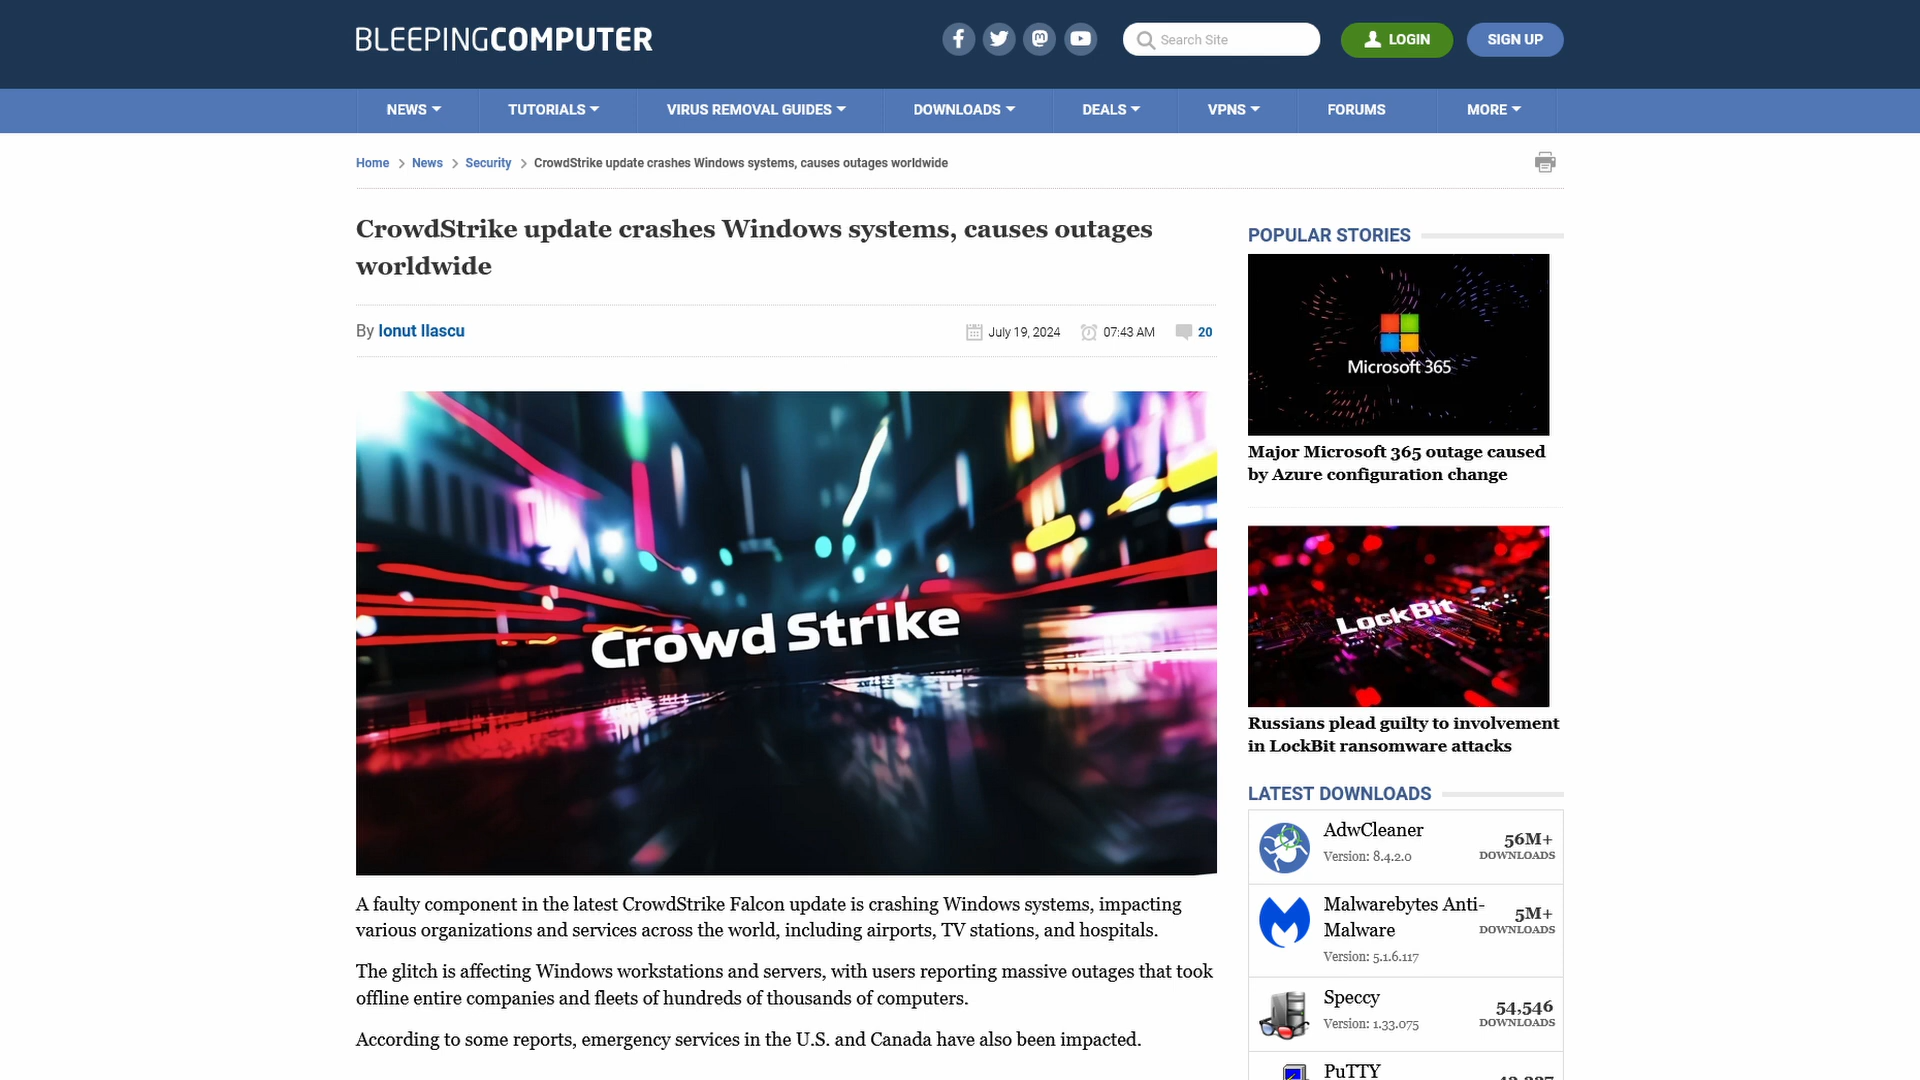 BLEEPINGCOMPUTER
Search Site
LOGIN
SIGN UP
NEWS
TUTORIALS
VIRUS REMOVAL GUIDES
DOWNLOADS
DEALS
VPNS
FORUMS
MORE
Home
News
Security
CrowdStrike update crashes Windows systems, causes outages worldwide
CrowdStrike update crashes Windows systems, causes outages
worldwide
By Ionut Ilascu
July 19, 2024
07:43 AM
20
Crowd Strike
A faulty component in the latest CrowdStrike Falcon update is crashing Windows systems, impacting
various organizations and services across the world, including airports, TV stations, and hospitals.
The glitch is affecting Windows workstations and servers, with users reporting massive outages that took
offline entire companies and fleets of hundreds of thousands of computers.
According to some reports, emergency services in the U.S. and Canada have also been impacted.
POPULAR STORIES
Microsoft 365
Major Microsoft 365 outage caused
by Azure configuration change
LockBit
Russians plead guilty to involvement
in LockBit ransomware attacks
LATEST DOWNLOADS
AdwCleaner
Version: 8.4.2.0
56M+
DOWNLOADS
Malwarebytes Anti-
Malware
Version: 5.1.6.117
5M+
DOWNLOADS
Speccy
Version: 1.33.075
54,546
DOWNLOADS
PuTTY